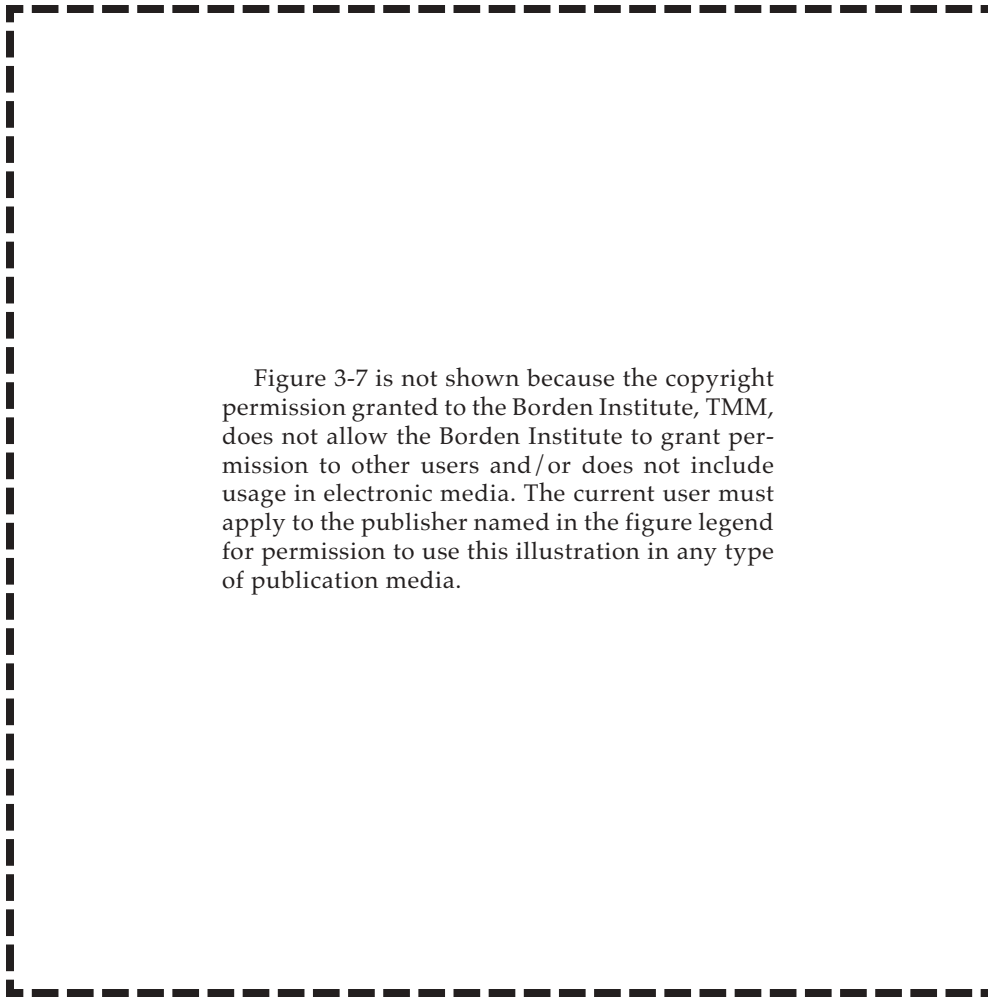 Figure 3-7 is not shown because the copyright
permission granted to the Borden Institute, TMM,
does not allow the Borden Institute to grant per-
mission to other users and/or does not include
usage in electronic media. The current user must
apply to the publisher named in the figure legend
for permission to use this illustration in any type
of publication media.